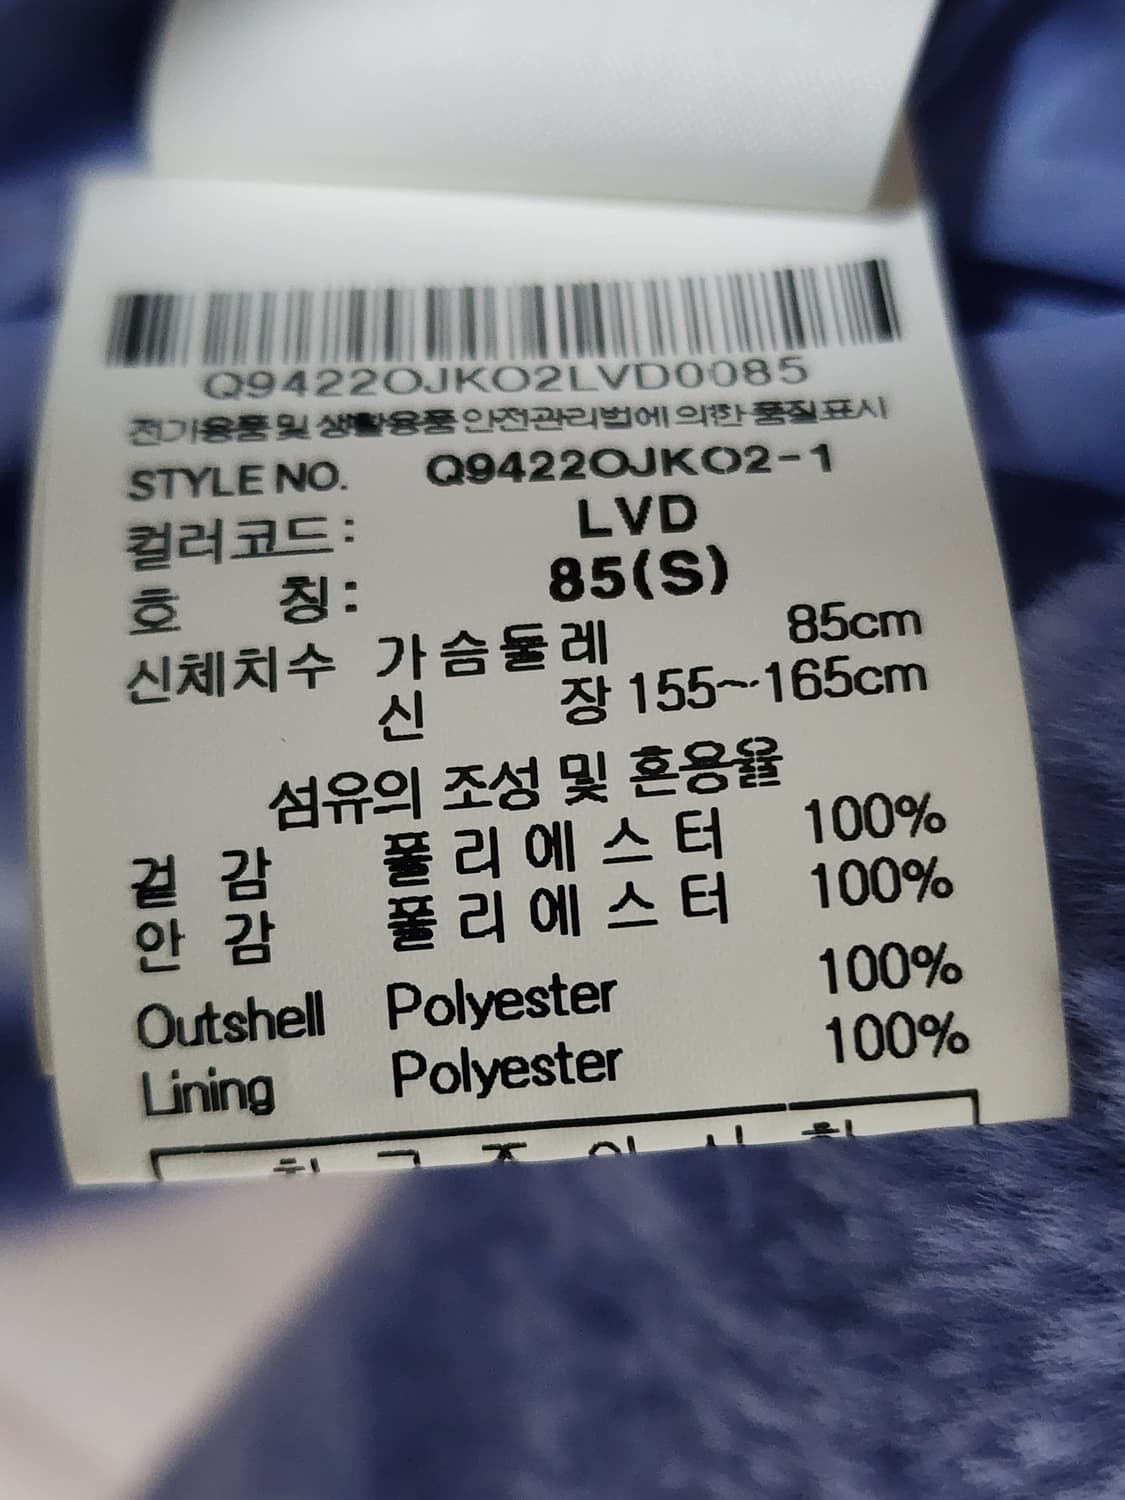 Q9422OJKO2LVD0085
전기용품 및 생활용품 안전관리법에 의한 품질표시
STYLE NO. Q9422OJKO2-1
컬러코드: LVD
호 칭: 85(S)
신체치수 가슴둘레 85cm
신 장 155~165cm
섬유의 조성 및 혼용율
겉 감 폴리에스터 100%
안 감 폴리에스터 100%
Outshell Polyester 100%
Lining Polyester 100%